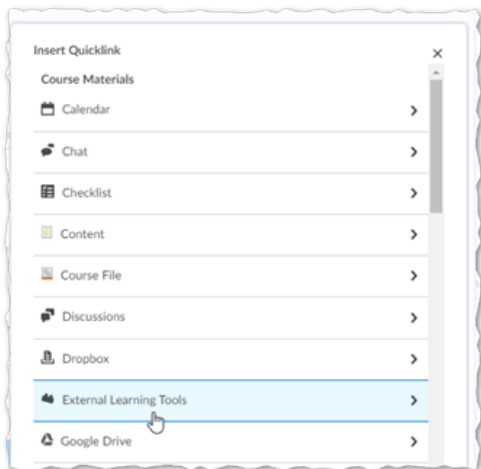 Insert Quicklink
Course Materials
Calendar
Chat
Checklist
Content
Course File
Discussions
Dropbox
External Learning Tools
Google Drive